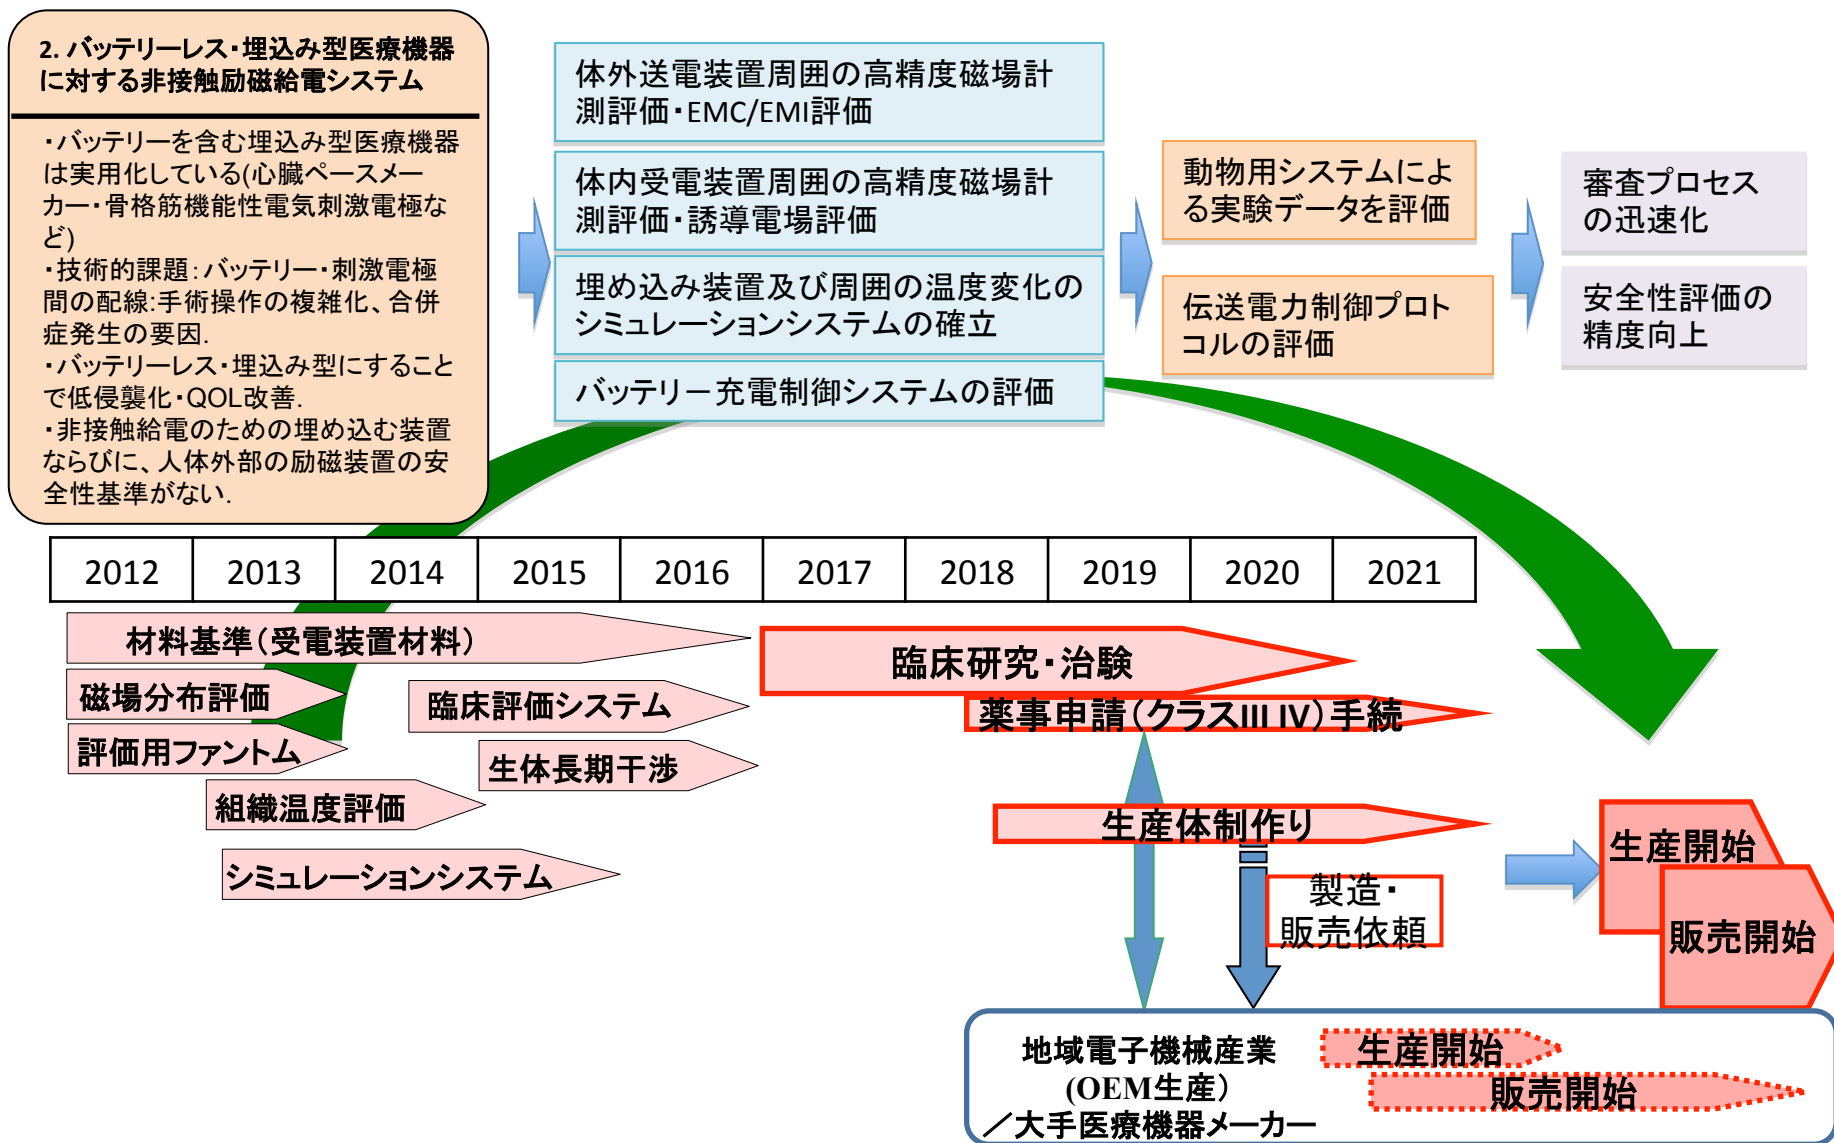 2. バッテリーレス・埋込み型医療機器
に対する非接触励磁給電システム
・バッテリーを含む埋込み型医療機器
は実用化している(心臓ペースメー
カー・骨格筋機能性電気刺激電極な
ど)
・技術的課題：バッテリー・刺激電極
間の配線:手術操作の複雑化、合併
症発生の要因.
・バッテリーレス・埋込み型にすること
で低侵襲化・QOL改善.
・非接触給電のための埋め込む装置
ならびに、人体外部の励磁装置の安
全性基準がない.
体外送電装置周囲の高精度磁場計
測評価・EMC/EMI評価
体内受電装置周囲の高精度磁場計
測評価・誘導電場評価
埋め込み装置及び周囲の温度変化の
シミュレーションシステムの確立
バッテリー充電制御システムの評価
動物用システムによ
る実験データを評価
伝送電力制御プロト
コルの評価
審査プロセス
の迅速化
安全性評価の
精度向上
2012 2013 2014 2015 2016 2017 2018 2019 2020 2021
材料基準（受電装置材料）
磁場分布評価
評価用ファントム
組織温度評価
シミュレーションシステム
臨床評価システム
生体長期干渉
臨床研究・治験
薬事申請（クラスIII IV）手続
生産体制作り
製造・
販売依頼
生産開始
販売開始
地域電子機械産業
(OEM生産）
／大手医療機器メーカー
生産開始
販売開始